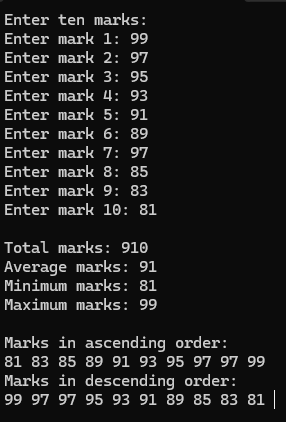 Enter ten marks:
Enter mark 1: 99
Enter mark 2: 97
Enter mark 3: 95
Enter mark 4: 93
Enter mark 5: 91
Enter mark 6: 89
Enter mark 7: 97
Enter mark 8: 85
Enter mark 9: 83
Enter mark 10: 81
Total marks: 910
Average marks: 91
Minimum marks: 81
Maximum marks: 99
Marks in ascending order:
81 83 85 89 91 93 95 97 97 99
Marks in descending order:
99 97 97 95 93 91 89 85 83 81